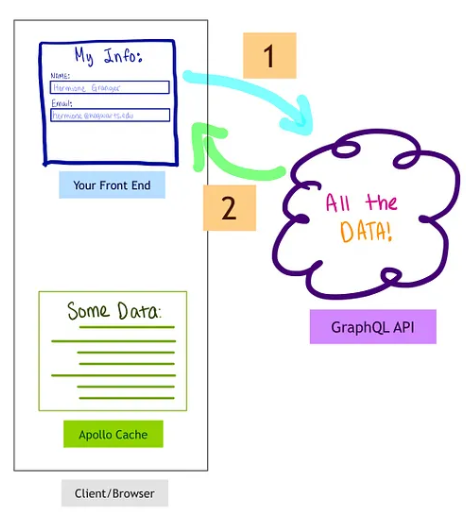 My Info:
NAME:
Hermione Granger
Email:
hermione@hogwarts.edu
Your Front End
1
2
All the
DATA!
GraphQL API
Some Data:
Apollo Cache
Client/Browser